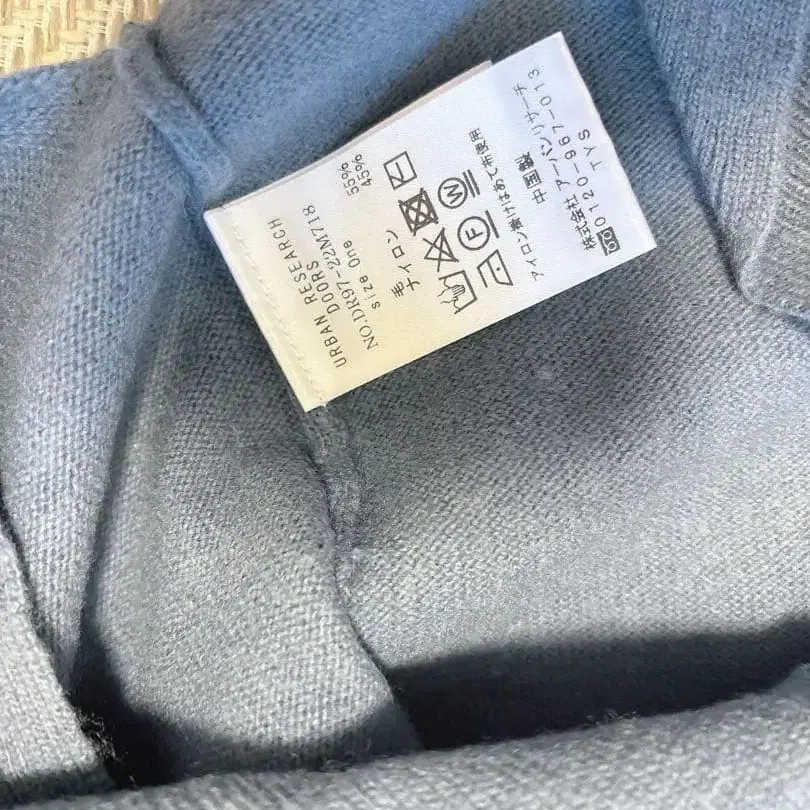 URBAN RESEARCH
DOORS
NO.DR97-22M718
size One
毛 55%
ナイロン 45%
W
F
アイロン掛けはあて布使用
中国製
株式会社 アーバンリサーチ
0120-967-013
TYS